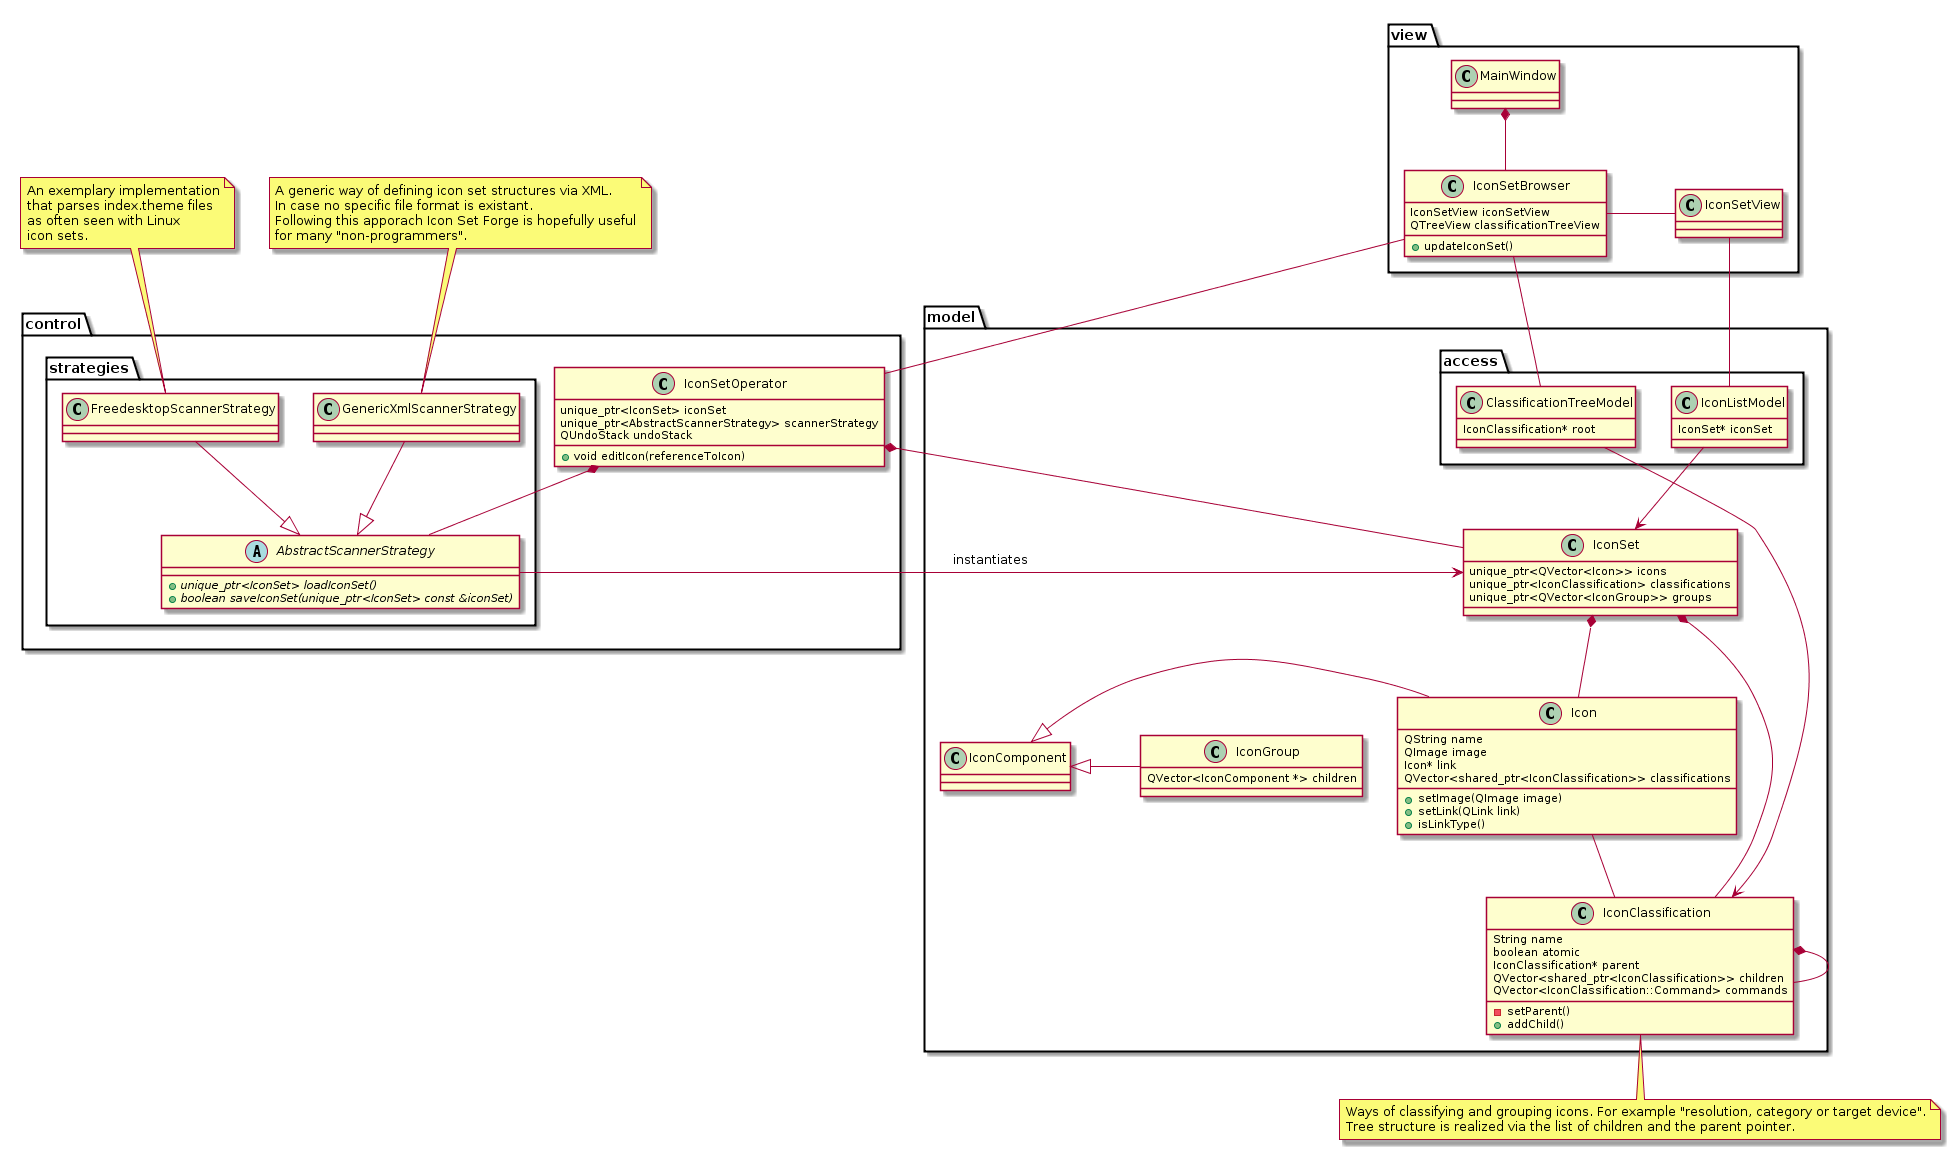 view
C MainWindow
C IconSetBrowser
IconSetView iconSetView
QTreeView classificationTreeView
updateIconSet()
C IconSetView
An exemplary implementation
that parses index.theme files
as often seen with Linux
icon sets.
A generic way of defining icon set structures via XML.
In case no specific file format is existant.
Following this apporach Icon Set Forge is hopefully useful
for many "non-programmers".
control
strategies
C FreedesktopScannerStrategy
C GenericXmlScannerStrategy
C IconSetOperator
unique_ptr<IconSet> iconSet
unique_ptr<AbstractScannerStrategy> scannerStrategy
QUndoStack undoStack
void editIcon(referenceToIcon)
A AbstractScannerStrategy
unique_ptr<IconSet> loadIconSet()
boolean saveIconSet(unique_ptr<IconSet> const &iconSet)
instantiates
model
access
C ClassificationTreeModel
IconClassification* root
C IconListModel
IconSet* iconSet
C IconSet
unique_ptr<QVector<Icon>> icons
unique_ptr<IconClassification> classifications
unique_ptr<QVector<IconGroup>> groups
C IconComponent
C IconGroup
QVector<IconComponent *> children
C Icon
QString name
QImage image
Icon* link
QVector<shared_ptr<IconClassification>> classifications
setImage(QImage image)
setLink(QLink link)
isLinkType()
C IconClassification
String name
boolean atomic
IconClassification* parent
QVector<shared_ptr<IconClassification>> children
QVector<IconClassification::Command> commands
setParent()
addChild()
Ways of classifying and grouping icons. For example "resolution, category or target device".
Tree structure is realized via the list of children and the parent pointer.